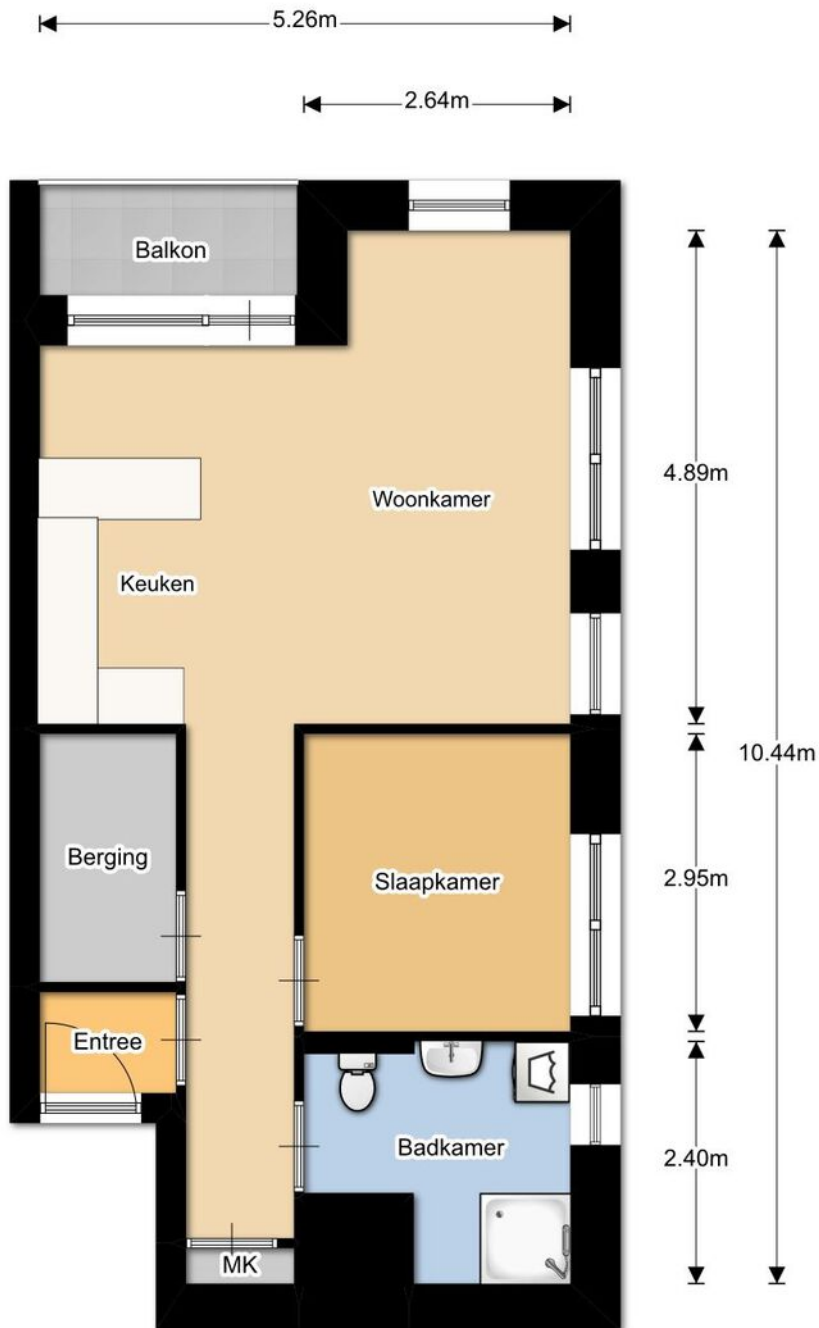 5.26m
2.64m
Balkon
4.89m
Woonkamer
Keuken
10.44m
Berging
Slaapkamer
2.95m
Entree
Badkamer
2.40m
MK